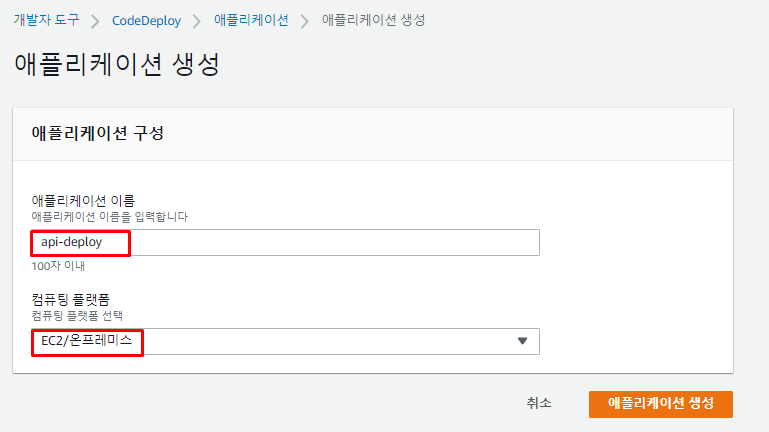 개발자 도구 > CodeDeploy > 애플리케이션 > 애플리케이션 생성
애플리케이션 생성
애플리케이션 구성
애플리케이션 이름
애플리케이션 이름을 입력합니다
api-deploy
100자 이내
컴퓨팅 플랫폼
컴퓨팅 플랫폼 선택
EC2/온프레미스
취소 애플리케이션 생성